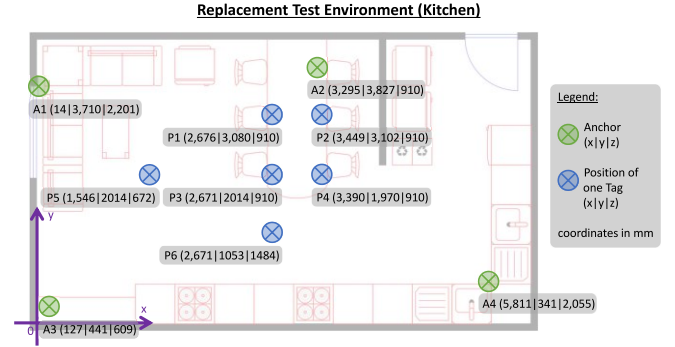 Replacement Test Environment (Kitchen)
A2 (3,295|3,827|910)
A1 (14|3,710|2,201)
P1 (2,676|3,080|910)
P2 (3,449|3,102|910)
P5 (1,546|2014|672)
P3 (2,671|2014|910)
P4 (3,390|1,970|910)
y
P6 (2,671|1053|1484)
x
0
A3 (127|441|609)
A4 (5,811|341|2,055)
Legend:
Anchor
(x|y|z)
Position of
one Tag
(x|y|z)
coordinates in mm